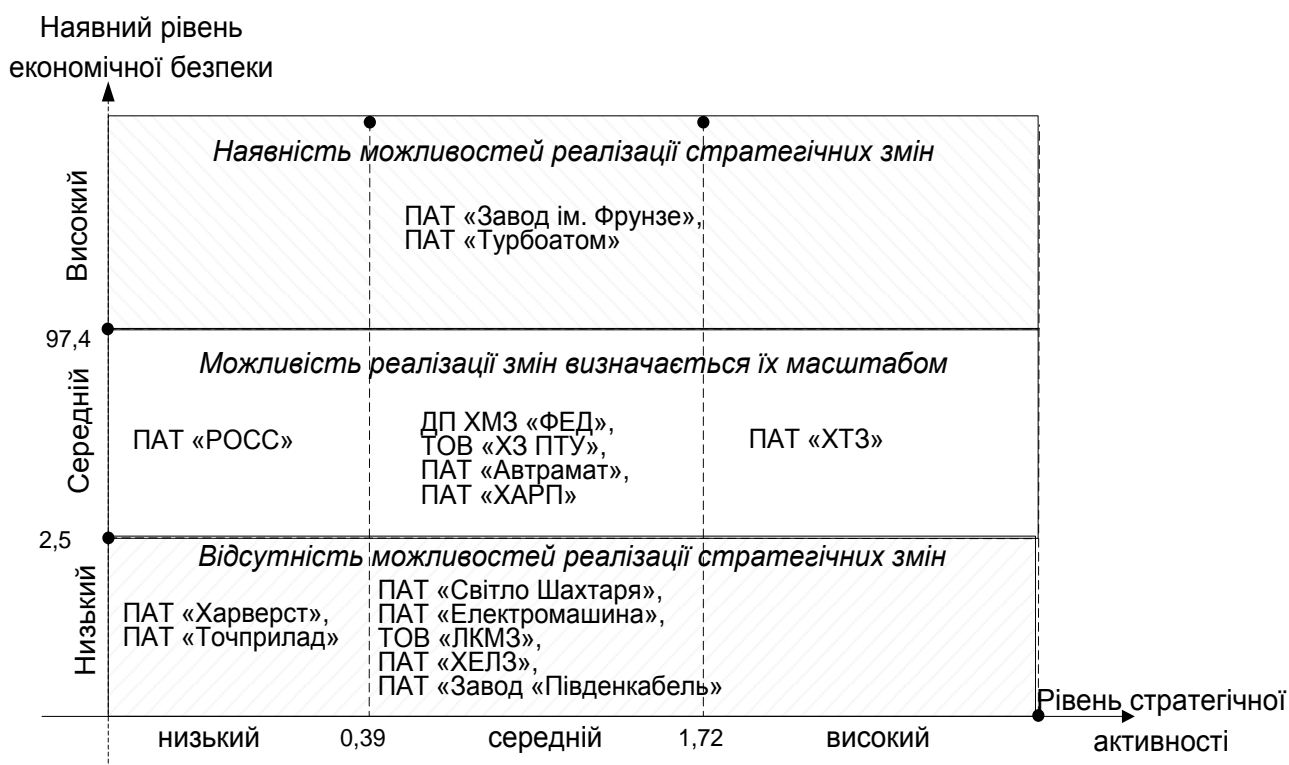 Наявний рівень
економічної безпеки
Наявність можливостей реалізації стратегічних змін
Високий
ПАТ «Завод ім. Фрунзе»,
ПАТ «Турбоатом»
97,4
Можливість реалізації змін визначається їх масштабом
Середній
ПАТ «РОСС»
ДП ХМЗ «ФЕД»,
ТОВ «ХЗ ПТУ»,
ПАТ «Автрамат»,
ПАТ «ХАРП»
ПАТ «ХТЗ»
2,5
Відсутність можливостей реалізації стратегічних змін
Низький
ПАТ «Харверст»,
ПАТ «Точприлад»
ПАТ «Світло Шахтаря»,
ПАТ «Електромашина»,
ТОВ «ЛКМЗ»,
ПАТ «ХЕЛЗ»,
ПАТ «Завод «Південкабель»
Рівень стратегічної
активності
низький
0,39
середній
1,72
високий